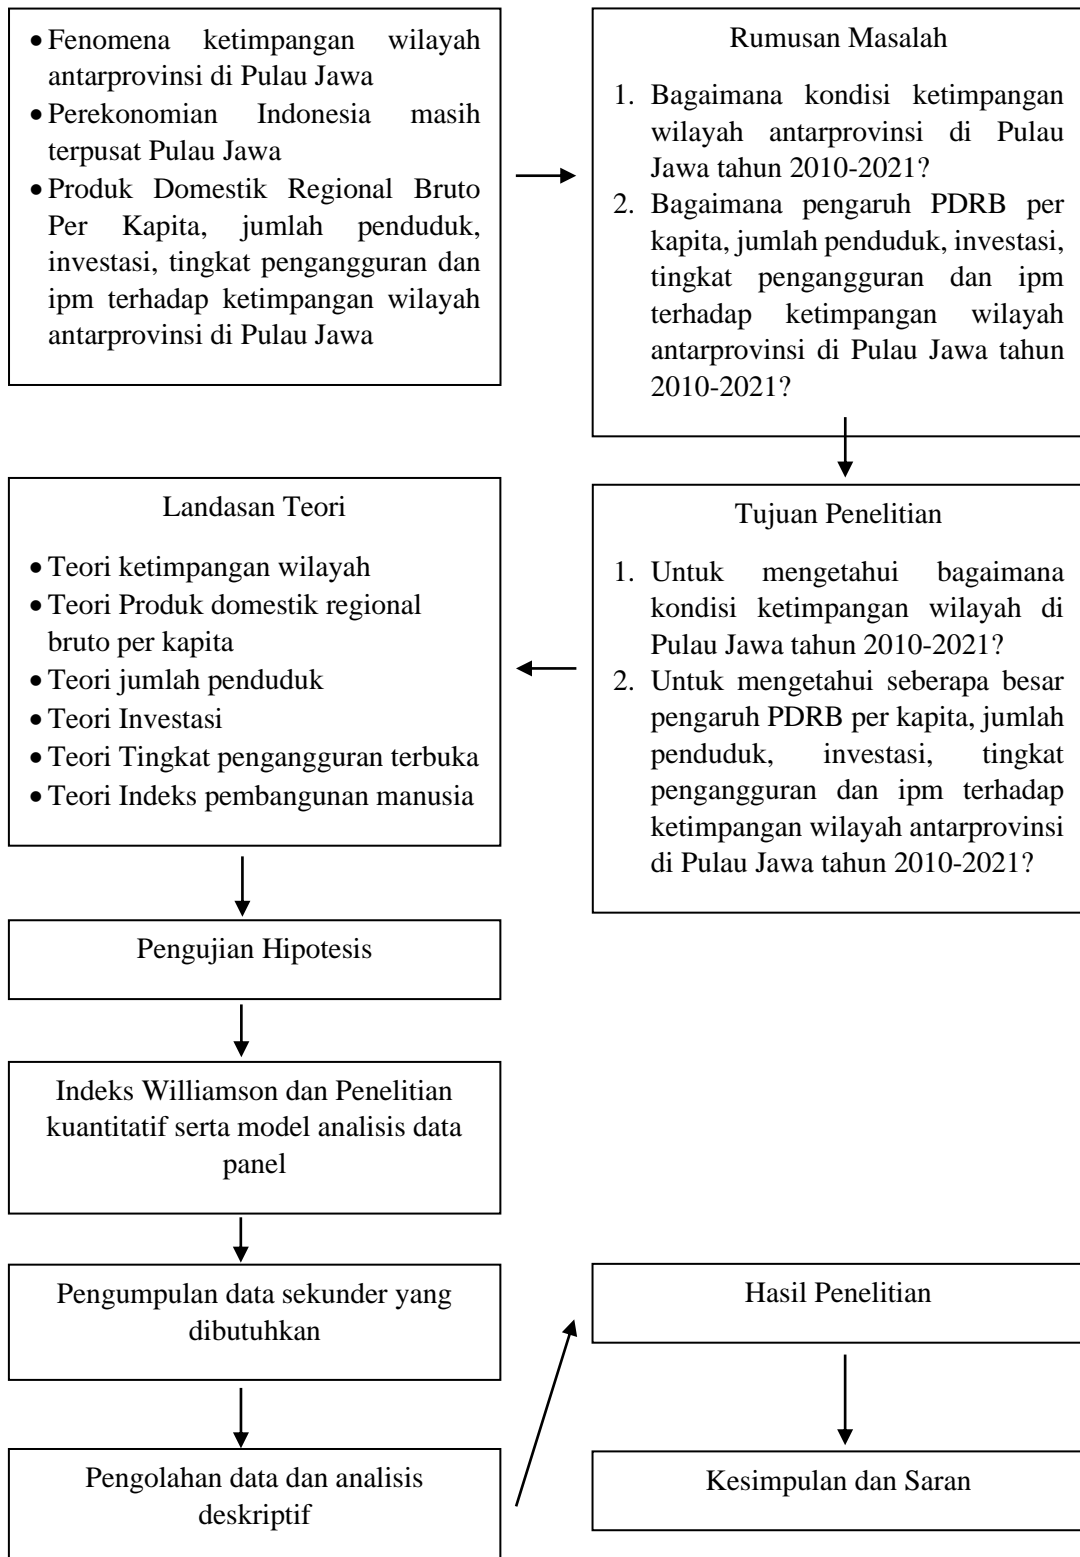 • Fenomena ketimpangan wilayah
antarprovinsi di Pulau Jawa
• Perekonomian Indonesia masih
terpusat Pulau Jawa
• Produk Domestik Regional Bruto
Per Kapita, jumlah penduduk,
investasi, tingkat pengangguran dan
ipm terhadap ketimpangan wilayah
antarprovinsi di Pulau Jawa
Rumusan Masalah
1. Bagaimana kondisi ketimpangan
wilayah antarprovinsi di Pulau
Jawa tahun 2010-2021?
2. Bagaimana pengaruh PDRB per
kapita, jumlah penduduk, investasi,
tingkat pengangguran dan ipm
terhadap ketimpangan wilayah
antarprovinsi di Pulau Jawa tahun
2010-2021?
Tujuan Penelitian
1. Untuk mengetahui bagaimana
kondisi ketimpangan wilayah di
Pulau Jawa tahun 2010-2021?
2. Untuk mengetahui seberapa besar
pengaruh PDRB per kapita, jumlah
penduduk, investasi, tingkat
pengangguran dan ipm terhadap
ketimpangan wilayah antarprovinsi
di Pulau Jawa tahun 2010-2021?
Landasan Teori
• Teori ketimpangan wilayah
• Teori Produk domestik regional
bruto per kapita
• Teori jumlah penduduk
• Teori Investasi
• Teori Tingkat pengangguran terbuka
• Teori Indeks pembangunan manusia
Pengujian Hipotesis
Indeks Williamson dan Penelitian
kuantitatif serta model analisis data
panel
Pengumpulan data sekunder yang
dibutuhkan
Pengolahan data dan analisis
deskriptif
Hasil Penelitian
Kesimpulan dan Saran